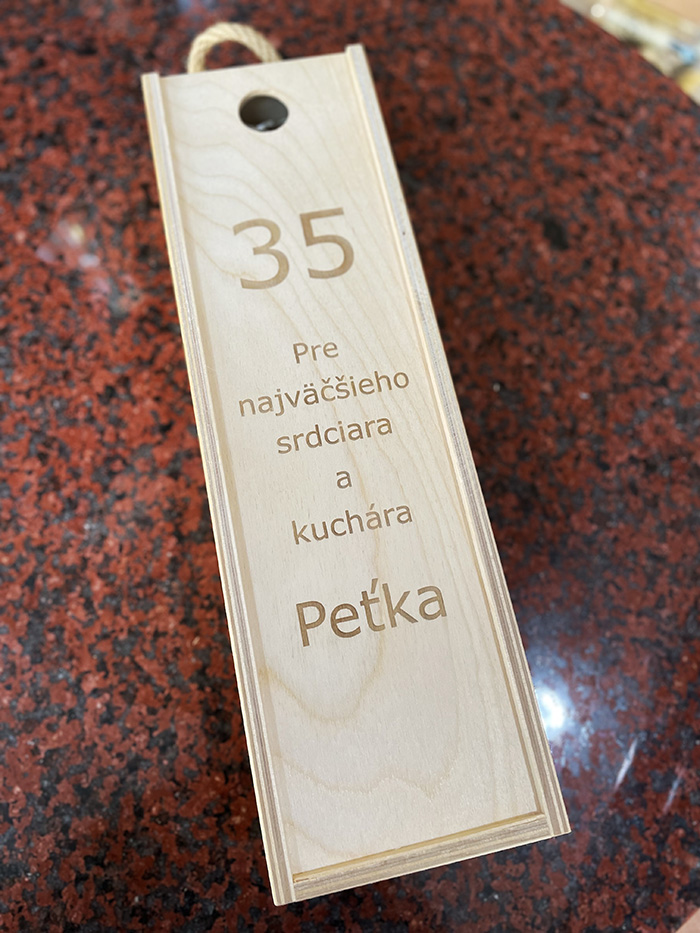 35
Pre
najväčšieho
srdciara
a
kuchára
Peťka